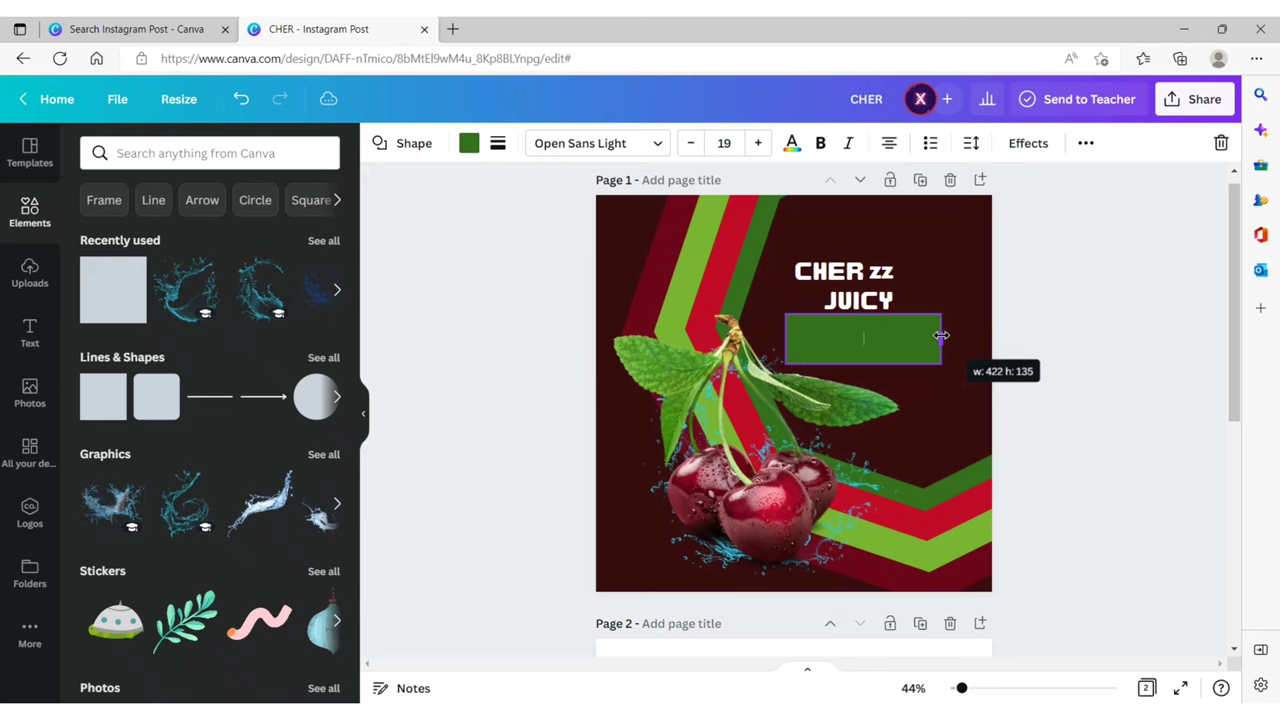 Search Instagram Post - Canva
CHER - Instagram Post
https://www.canva.com/design/DAFF-nTmico/8bMtEl9wM4u_8Kp8BLYnpg/edit#
Home
File
Resize
CHER
X
Send to Teacher
Share
Templates
Elements
Uploads
Text
Photos
All your de...
Logos
Folders
More
Search anything from Canva
Frame
Line
Arrow
Circle
Square
Recently used
See all
Lines & Shapes
See all
Graphics
See all
Stickers
See all
Photos
See all
Shape
Open Sans Light
19
A
B
I
Effects
Page 1 - Add page title
CHER zz
JUICY
w: 422 h: 135
Page 2 - Add page title
Notes
44%
2